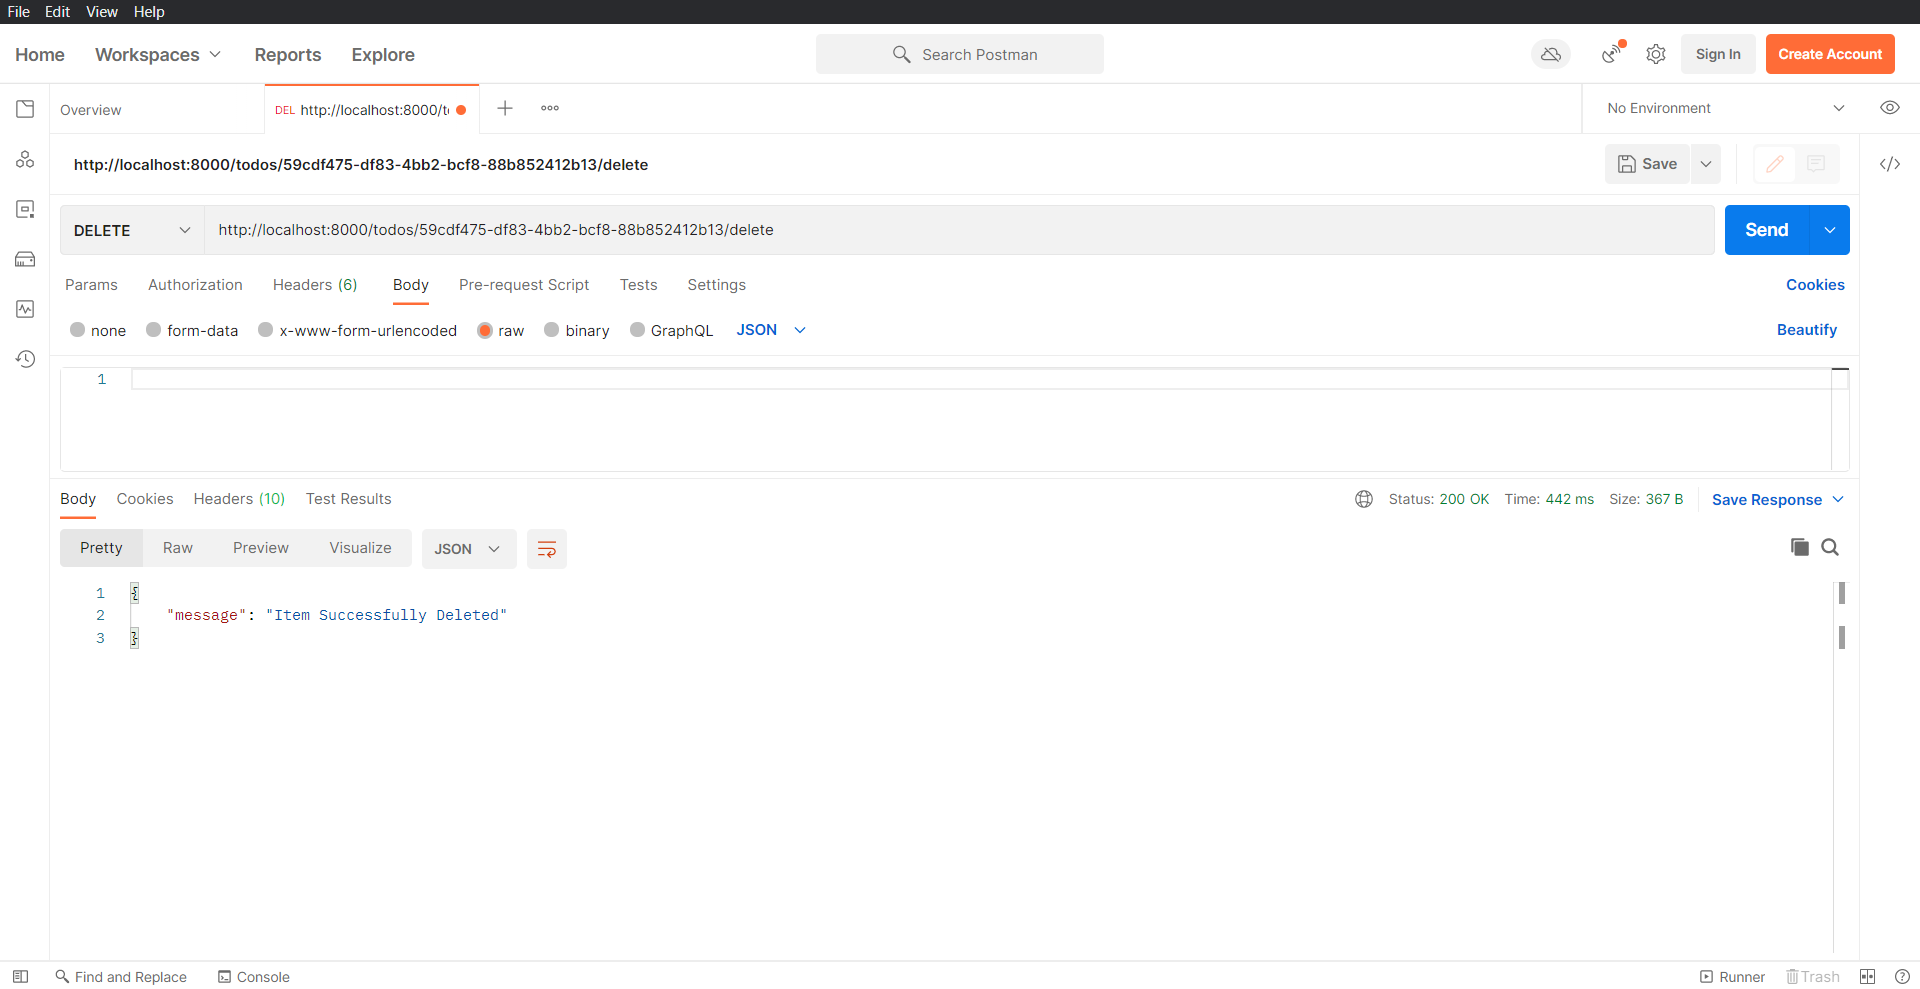 File Edit View Help
Home Workspaces Reports Explore Search Postman Sign In Create Account
Overview DEL http://localhost:8000/t No Environment
http://localhost:8000/todos/59cdf475-df83-4bb2-bcf8-88b852412b13/delete Save
DELETE http://localhost:8000/todos/59cdf475-df83-4bb2-bcf8-88b852412b13/delete Send
Params Authorization Headers (6) Body Pre-request Script Tests Settings Cookies
none form-data x-www-form-urlencoded raw binary GraphQL JSON Beautify
1
Body Cookies Headers (10) Test Results Status: 200 OK Time: 442 ms Size: 367 B Save Response
Pretty Raw Preview Visualize JSON
1 {
2 "message": "Item Successfully Deleted"
3 }
Find and Replace Console Runner Trash